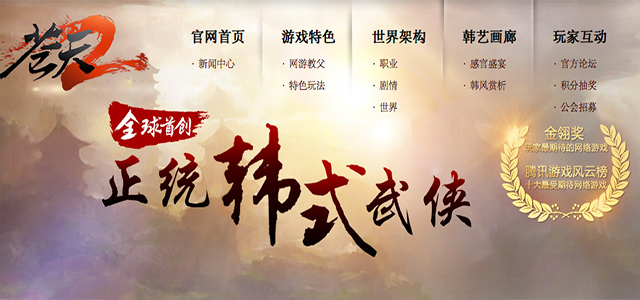 苍天2
官网首页 游戏特色 世界架构 韩艺画廊 玩家互动
· 新闻中心 · 网游教父 · 职业 · 感官盛宴 · 官方论坛
· 特色玩法 · 剧情 · 韩风赏析 · 积分抽奖
· 世界 · 公会招募
全球首创
正统韩式武侠
金翎奖
玩家最期待的网络游戏
腾讯游戏风云榜
十大最受期待网络游戏